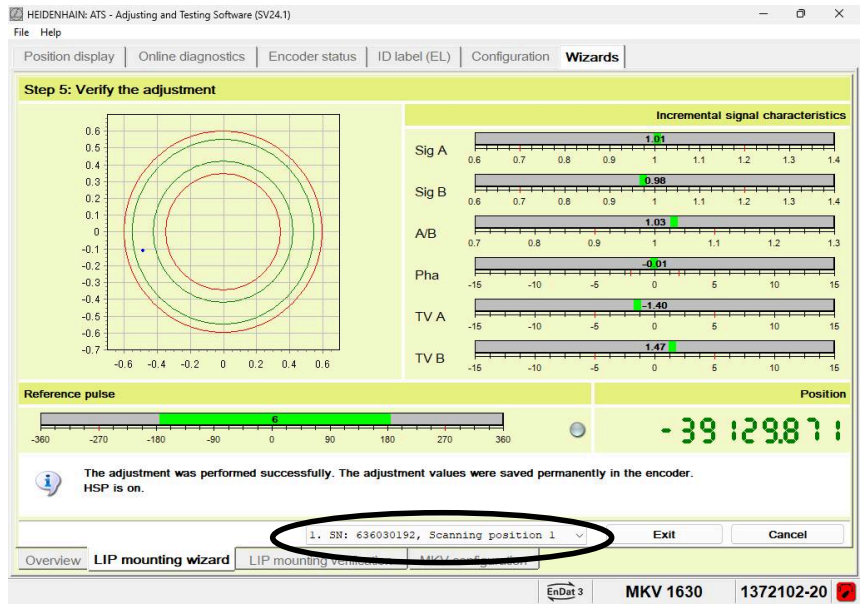 HEIDENHAIN: ATS - Adjusting and Testing Software (SV24.1)
File Help
Position display Online diagnostics Encoder status ID label (EL) Configuration Wizards
Step 5: Verify the adjustment
Incremental signal characteristics
0.6
0.5
0.4
0.3
0.2
0.1
0
-0.1
-0.2
-0.3
-0.4
-0.5
-0.6
-0.7
-0.6 -0.4 -0.2 0 0.2 0.4 0.6
Sig A
1.01
0.6 0.7 0.8 0.9 1 1.1 1.2 1.3 1.4
Sig B
0.98
0.6 0.7 0.8 0.9 1 1.1 1.2 1.3 1.4
A/B
1.03
0.7 0.8 0.9 1 1.1 1.2 1.3
Pha
-0.01
-15 -10 -5 0 5 10 15
TV A
-1.40
-15 -10 -5 0 5 10 15
TV B
1.47
-15 -10 -5 0 5 10 15
Reference pulse
6
-360 -270 -180 -90 0 90 180 270 360
Position
-39129.871
The adjustment was performed successfully. The adjustment values were saved permanently in the encoder.
HSP is on.
1. SN: 636030192, Scanning position 1
Exit Cancel
Overview LIP mounting wizard LIP mounting verification MKV configuration
EnDat 3 MKV 1630 1372102-20